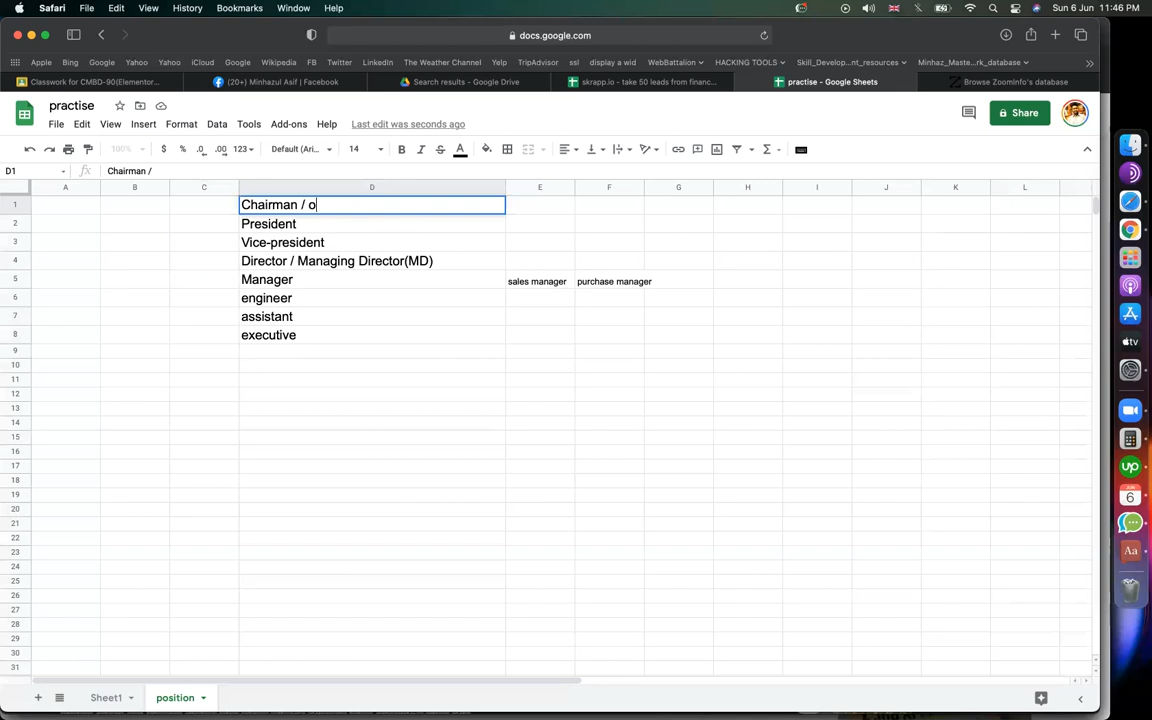 Safari File Edit View History Bookmarks Window Help Sun 6 Jun 11:46 PM
docs.google.com
Apple Bing Google Yahoo Yahoo iCloud Google Wikipedia FB Twitter LinkedIn The Weather Channel Yelp TripAdvisor ssl display a wid WebBattalion HACKING TOOLS Skill_Develop...nt_resources Minhaz_Maste...rk_database
Classwork for CMBD-90(Elementor... (20+) Minhazul Asif | Facebook Search results - Google Drive skrapp.io - take 50 leads from financ... practise - Google Sheets Browse ZoomInfo's database
practise
File Edit View Insert Format Data Tools Add-ons Help Last edit was seconds ago
Share
100% $ % .0 .00 123 Default (Ari... 14 B I S A
D1 fx Chairman /
A B C D E F G H I J K L
1 Chairman / o
2 President
3 Vice-president
4 Director / Managing Director(MD)
5 Manager sales manager purchase manager
6 engineer
7 assistant
8 executive
9
10
11
12
13
14
15
16
17
18
19
20
21
22
23
24
25
26
27
28
29
30
31
+ Sheet1 position
tv
up
JUN
6
Aa